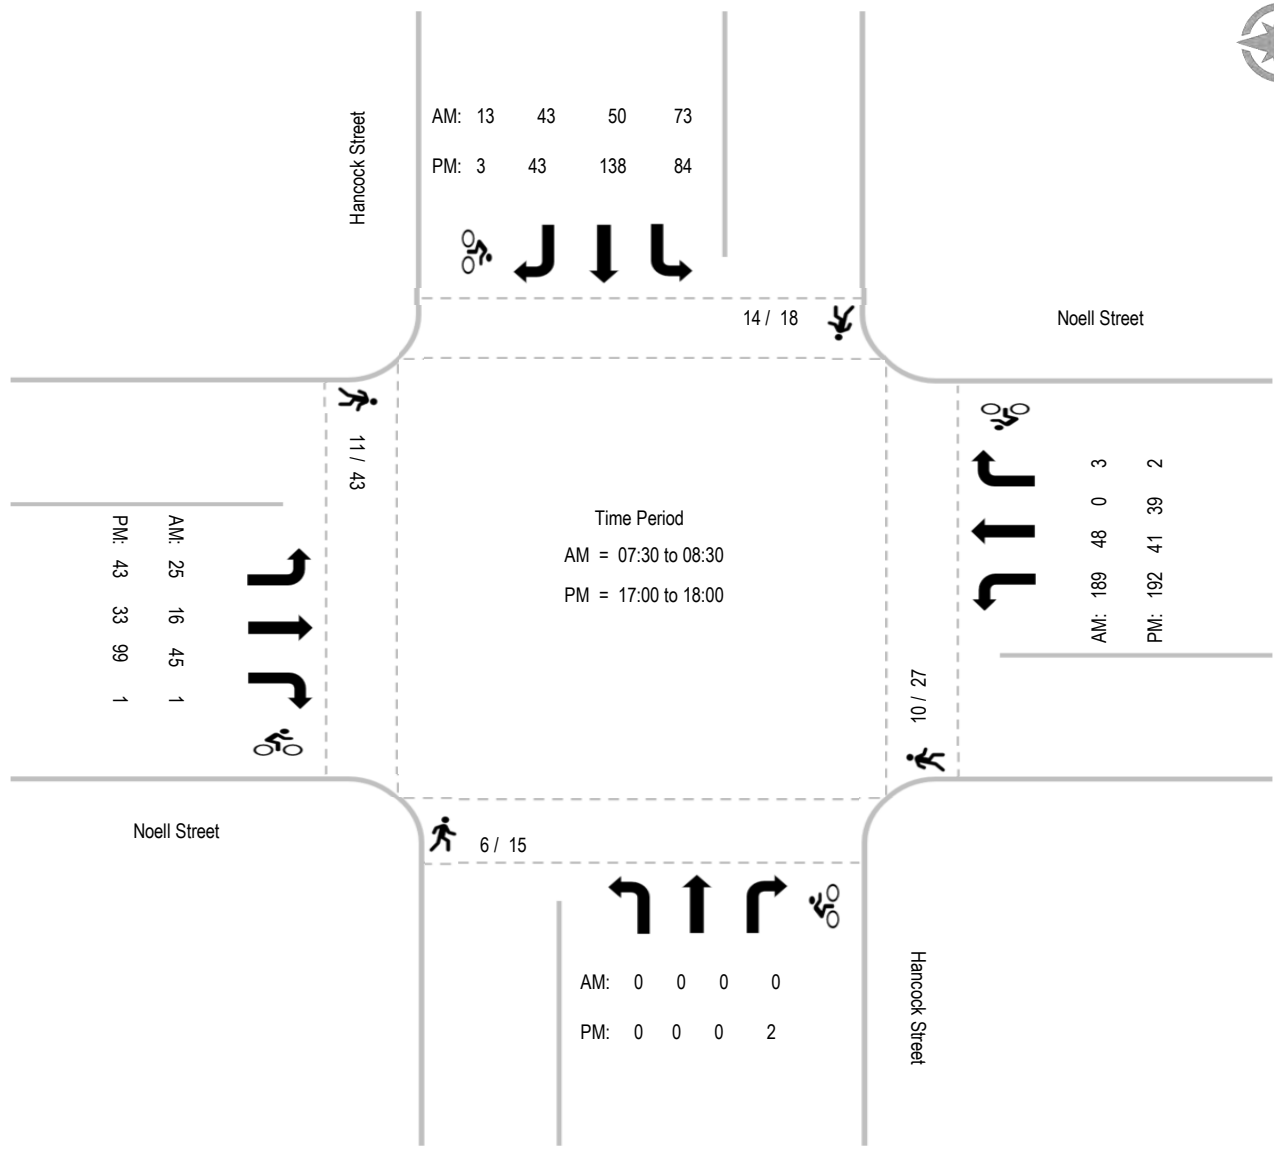 Hancock Street
AM: 13 43 50 73
PM: 3 43 138 84
14 / 18
Noell Street
11 / 43
AM: 25 16 45 1
PM: 43 33 99 1
Time Period
AM = 07:30 to 08:30
PM = 17:00 to 18:00
AM: 189 48 0 3
PM: 192 41 39 2
10 / 27
Noell Street
6 / 15
AM: 0 0 0 0
PM: 0 0 0 2
Hancock Street